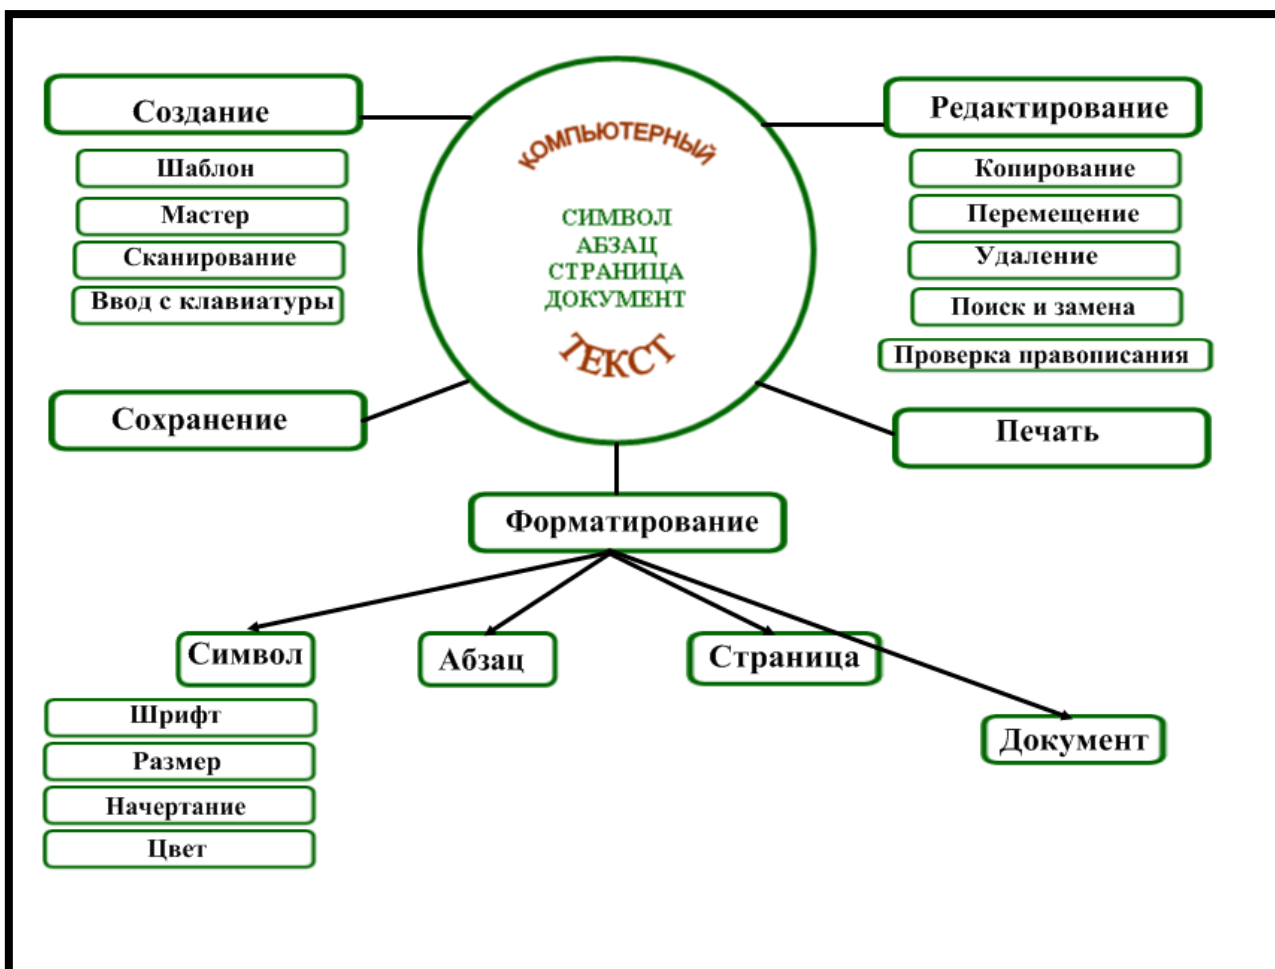 Создание
Шаблон
Мастер
Сканирование
Ввод с клавиатуры
Сохранение
КОМПЬЮТЕРНЫЙ
СИМВОЛ
АБЗАЦ
СТРАНИЦА
ДОКУМЕНТ
ТЕКСТ
Редактирование
Копирование
Перемещение
Удаление
Поиск и замена
Проверка правописания
Печать
Форматирование
Символ
Абзац
Страница
Документ
Шрифт
Размер
Начертание
Цвет